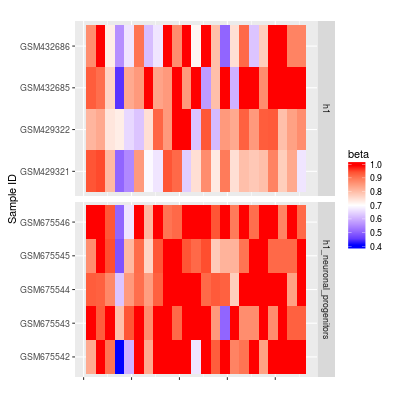 Sample ID
GSM432686
GSM432685
GSM429322
GSM429321
h1
GSM675546
GSM675545
GSM675544
GSM675543
GSM675542
h1_neuronal_progenitors
beta
1.0
0.9
0.8
0.7
0.6
0.5
0.4